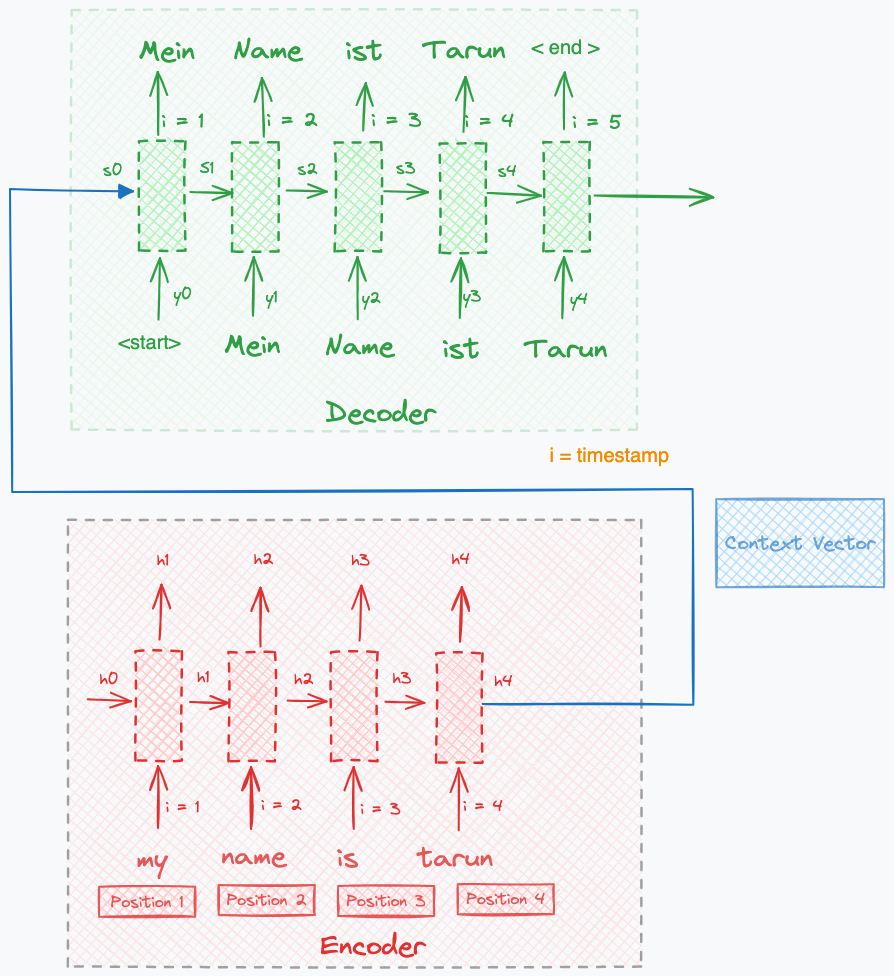 Mein Name ist Tarun < end >
i = 1 i = 2 i = 3 i = 4 i = 5
s0 S1 s2 s3 s4
y0 y1 y2 y3 y4
<start> Mein Name ist Tarun
Decoder
i = timestamp
Context Vector
h1 h2 h3 h4
h0 h1 h2 h3 h4
i = 1 i = 2 i = 3 i = 4
my name is tarun
Position 1 Position 2 Position 3 Position 4
Encoder